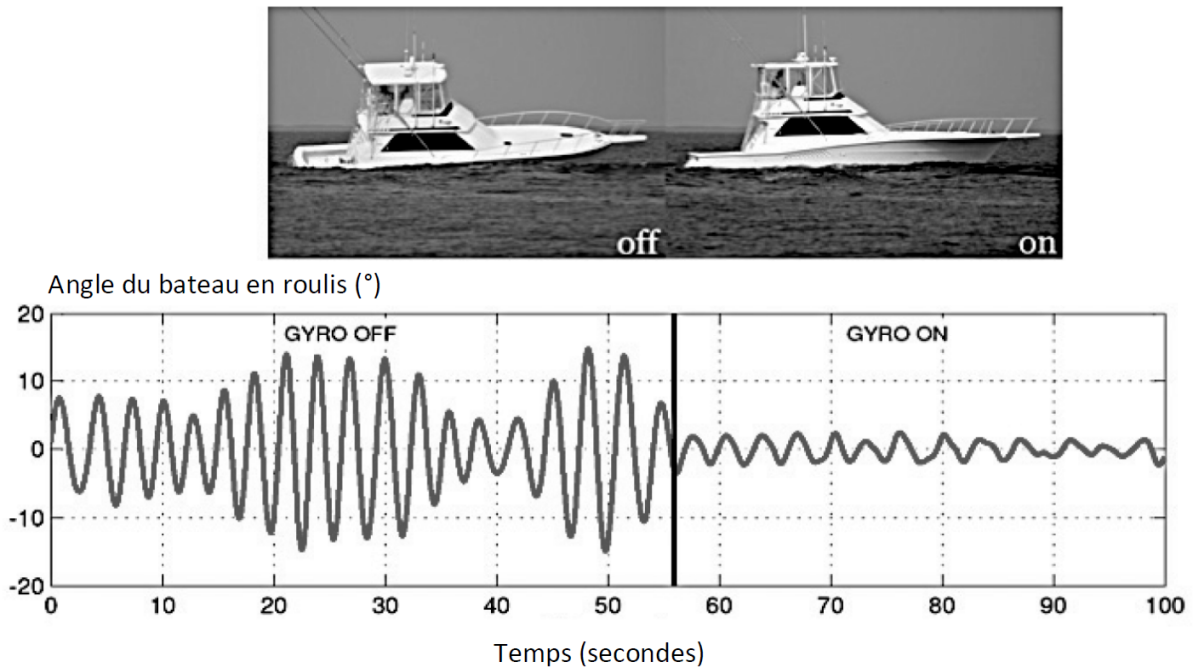 off
on
Angle du bateau en roulis (°)
20
GYRO OFF
GYRO ON
10
0
-10
-20
0 10 20 30 40 50 60 70 80 90 100
Temps (secondes)